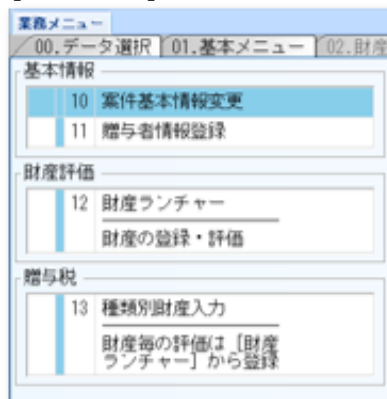 業務メニュー
00.データ選択 01.基本メニュー 02.財産
基本情報
10 案件基本情報変更
11 贈与者情報登録
財産評価
12 財産ランチャー
財産の登録・評価
贈与税
13 種類別財産入力
財産毎の評価は［財産
ランチャー］から登録